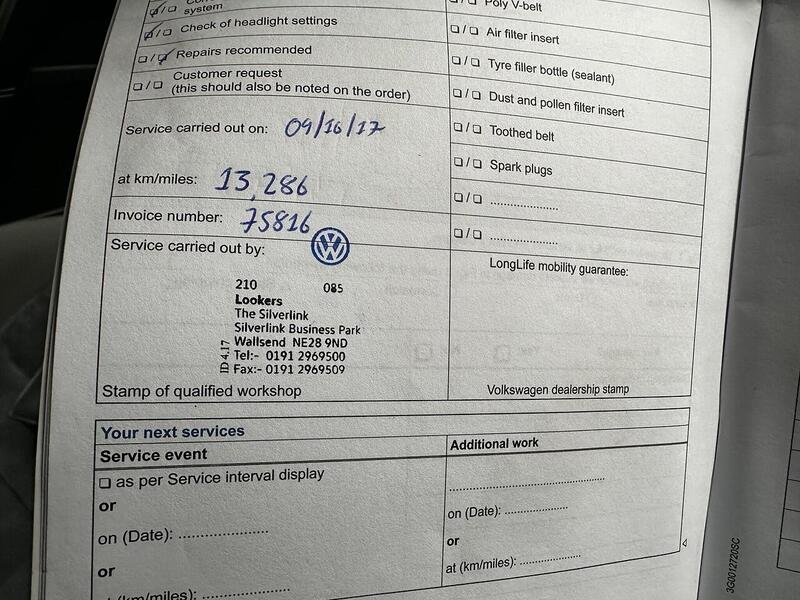 system
❏/❏ Check of headlight settings
❏/❏ Repairs recommended
❏/❏ Customer request
(this should also be noted on the order)
Service carried out on: 09/10/17
at km/miles: 13,286
Invoice number: 75816
Service carried out by:
210 085
Lookers
The Silverlink
Silverlink Business Park
Wallsend NE28 9ND
Tel:- 0191 2969500
Fax:- 0191 2969509
ID 4.17
Stamp of qualified workshop
❏/❏ Poly V-belt
❏/❏ Air filter insert
❏/❏ Tyre filler bottle (sealant)
❏/❏ Dust and pollen filter insert
❏/❏ Toothed belt
❏/❏ Spark plugs
❏/❏ ....................
❏/❏ ....................
LongLife mobility guarantee:
Volkswagen dealership stamp
Your next services
Service event
❏ as per Service interval display
or
on (Date): ....................
or
at (km/miles): ....................
Additional work
........................................
on (Date): ....................
or
at (km/miles): ....................
3G0012720SC